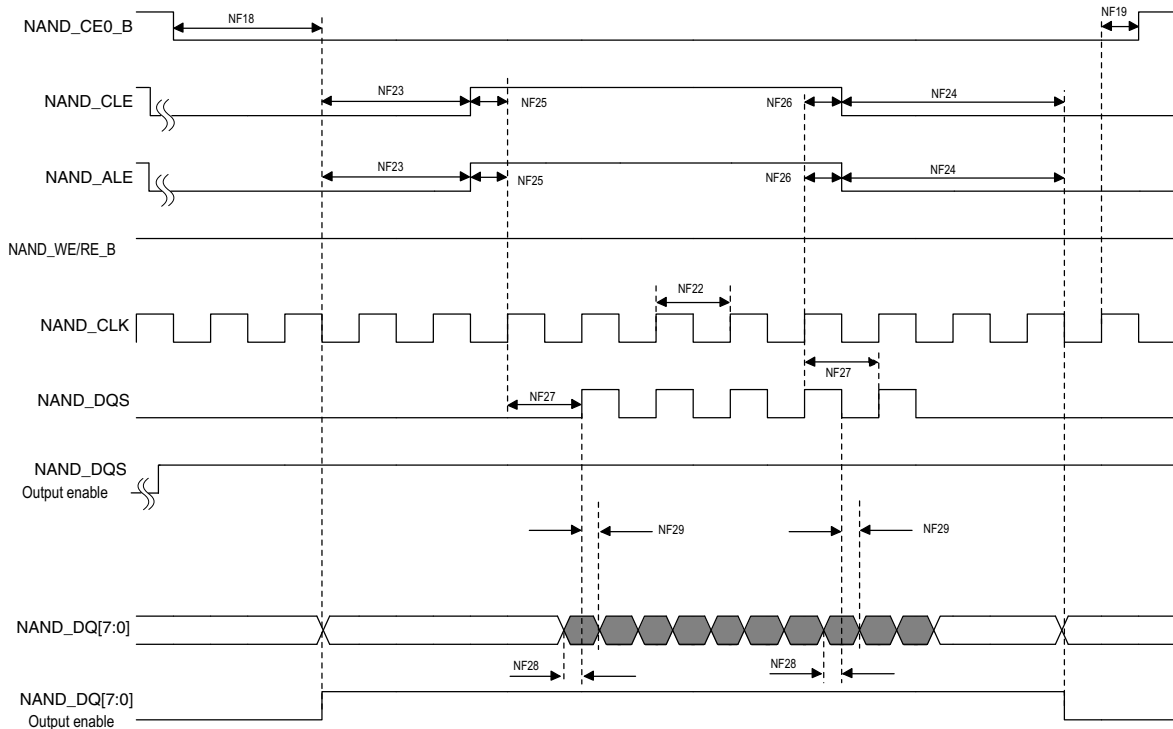 NAND_CE0_B
NF18
NF19
NAND_CLE
NF23
NF25
NF26
NF24
NAND_ALE
NF23
NF25
NF26
NF24
NAND_WE/RE_B
NF22
NAND_CLK
NF27
NAND_DQS
NF27
NAND_DQS
Output enable
NF29
NF29
NAND_DQ[7:0]
NF28
NF28
NAND_DQ[7:0]
Output enable